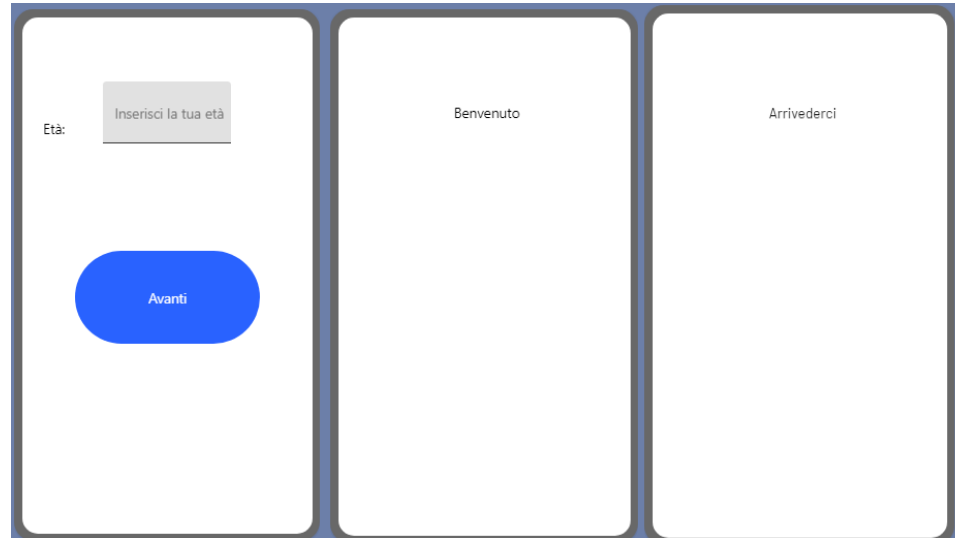 Inserisci la tua età
Età:
Avanti
Benvenuto
Arrivederci